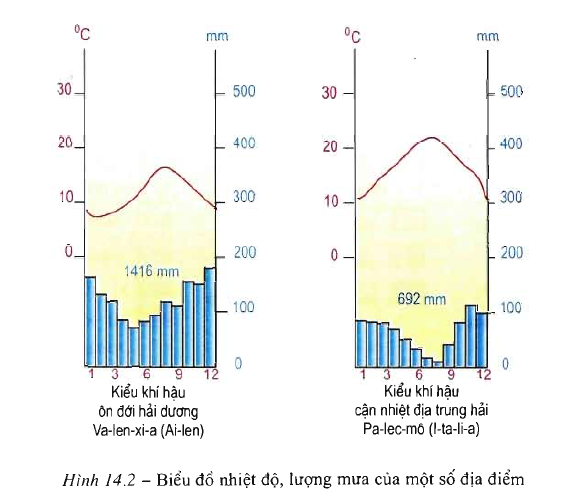 ⁰C
mm
30
20
10
0
500
400
300
200
100
0
1416 mm
1 3 6 9 12
Kiểu khí hậu
ôn đới hải dương
Va-len-xi-a (Ai-len)
⁰C
mm
30
20
10
0
500
400
300
200
100
0
692 mm
1 3 6 9 12
Kiểu khí hậu
cận nhiệt địa trung hải
Pa-lec-mô (I-ta-li-a)
Hình 14.2 – Biểu đồ nhiệt độ, lượng mưa của một số địa điểm